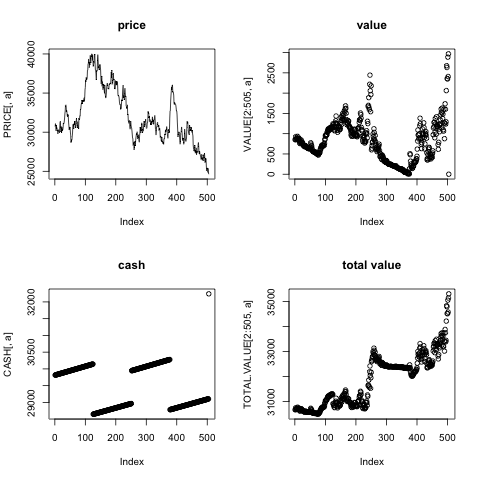 price
PRICE[, a]
25000 30000 35000 40000
0 100 200 300 400 500
Index
value
VALUE[2:505, a]
0 500 1500 2500
0 100 200 300 400 500
Index
cash
CASH[, a]
29000 30500 32000
0 100 200 300 400 500
Index
total value
TOTAL.VALUE[2:505, a]
31000 33000 35000
0 100 200 300 400 500
Index